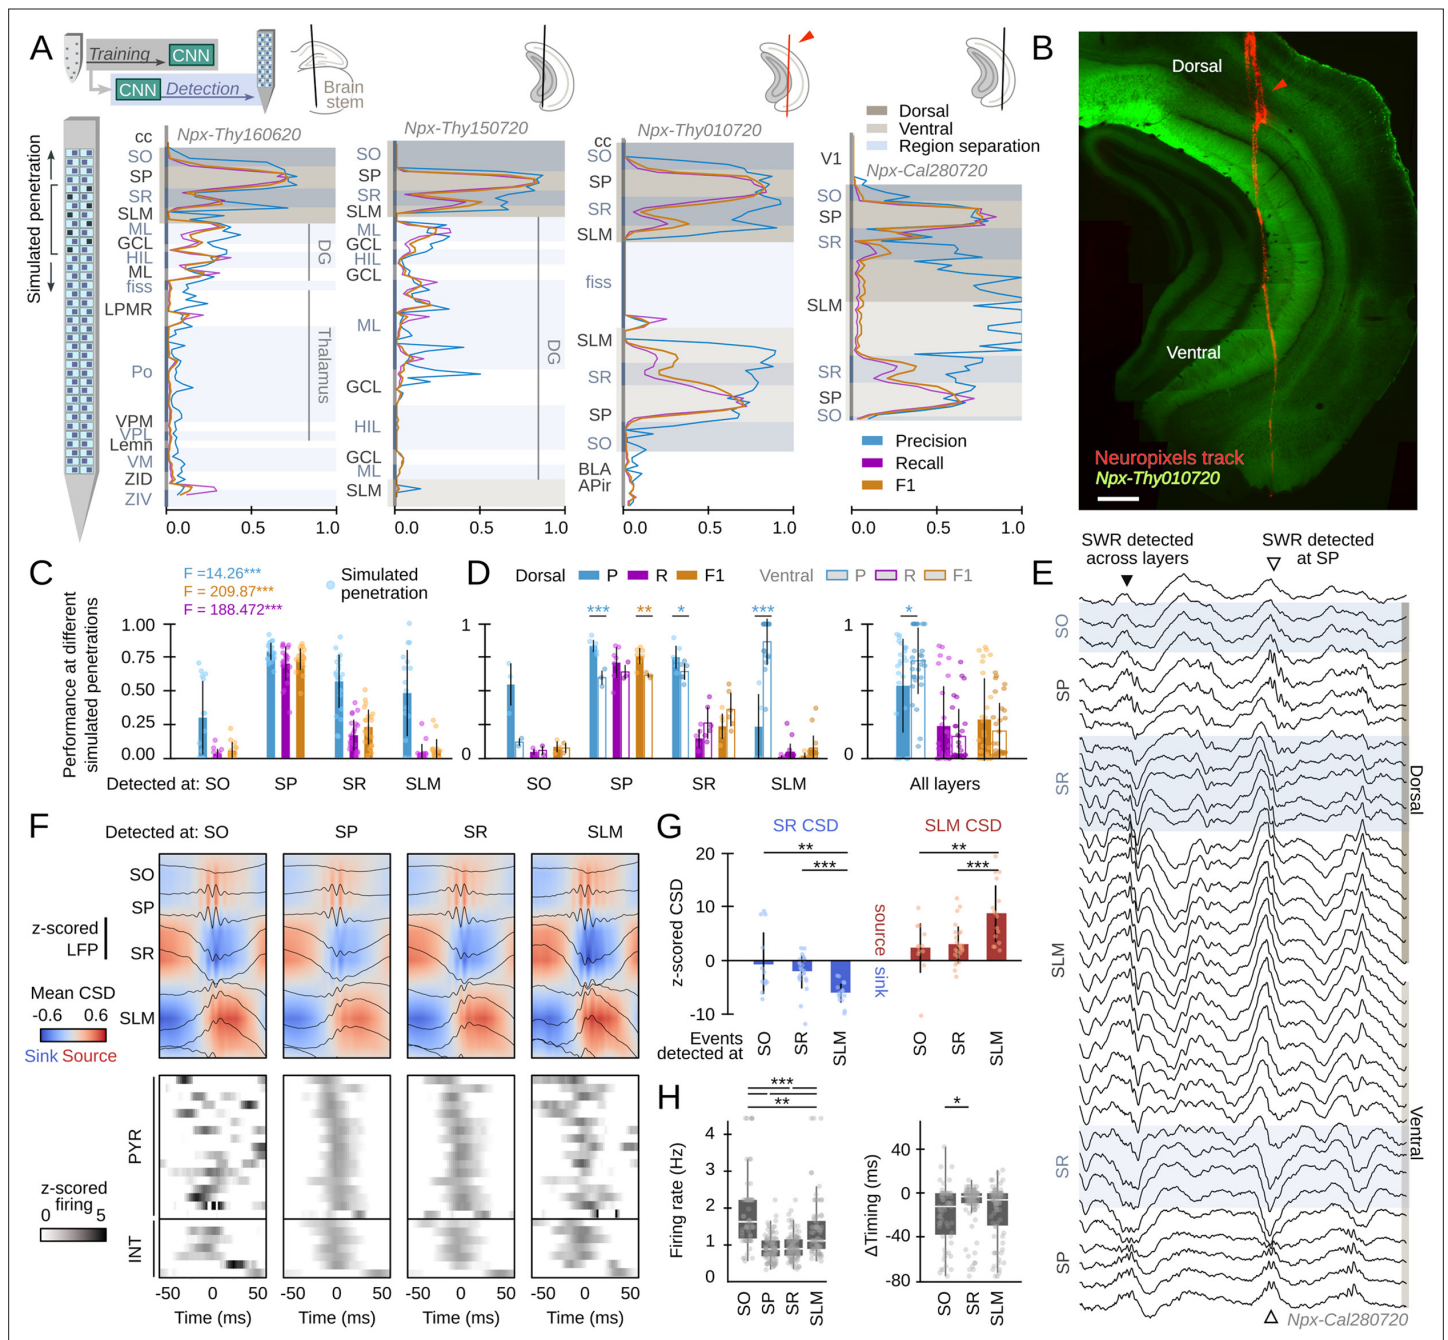 A
Training
CNN
CNN
Detection
Brain
stem
Simulated penetration
Npx-Thy160620
cc
SO
SP
SR
SLM
ML
GCL
HIL
ML
fiss
LPMR
Po
VPM
VPL
Lemn
VM
ZID
ZIV
DG
Thalamus
0.0 0.5 1.0
Npx-Thy150720
SO
SP
SR
SLM
ML
GCL
HIL
GCL
ML
GCL
HIL
GCL
ML
SLM
DG
0.0 0.5 1.0
Npx-Thy010720
cc
SO
SP
SR
SLM
fiss
SLM
SR
SP
SO
BLA
APir
0.0 0.5 1.0
Dorsal
Ventral
Region separation
Npx-Cal280720
V1
SO
SP
SR
SLM
SR
SP
SO
Precision
Recall
F1
0.0 0.5 1.0
B
Dorsal
Ventral
Neuropixels track
Npx-Thy010720
C
F =14.26***
F = 209.87***
F = 188.472***
Simulated
penetration
Performance at different
simulated penetrations
1.00
0.75
0.50
0.25
0.00
Detected at: SO SP SR SLM
D
Dorsal P R F1 Ventral P R F1
*** ** * *** *
1
0
SO SP SR SLM
1
0
All layers
E
SWR detected
across layers
SWR detected
at SP
SO
SP
SR
SLM
SR
SP
Dorsal
Ventral
Npx-Cal280720
F
Detected at: SO SP SR SLM
SO
SP
SR
SLM
z-scored
LFP
Mean CSD
-0.6 0.6
Sink Source
PYR
INT
z-scored
firing
0 5
-50 0 50 -50 0 50 -50 0 50 -50 0 50
Time (ms) Time (ms) Time (ms) Time (ms)
G
SR CSD SLM CSD
** **
*** ***
z-scored CSD
20
10
0
-10
source
sink
Events
detected at
SO SR SLM SO SR SLM
H
***
**
Firing rate (Hz)
4
3
2
1
0
SO SP SR SLM
*
ΔTiming (ms)
40
0
-40
-80
SO SR SLM